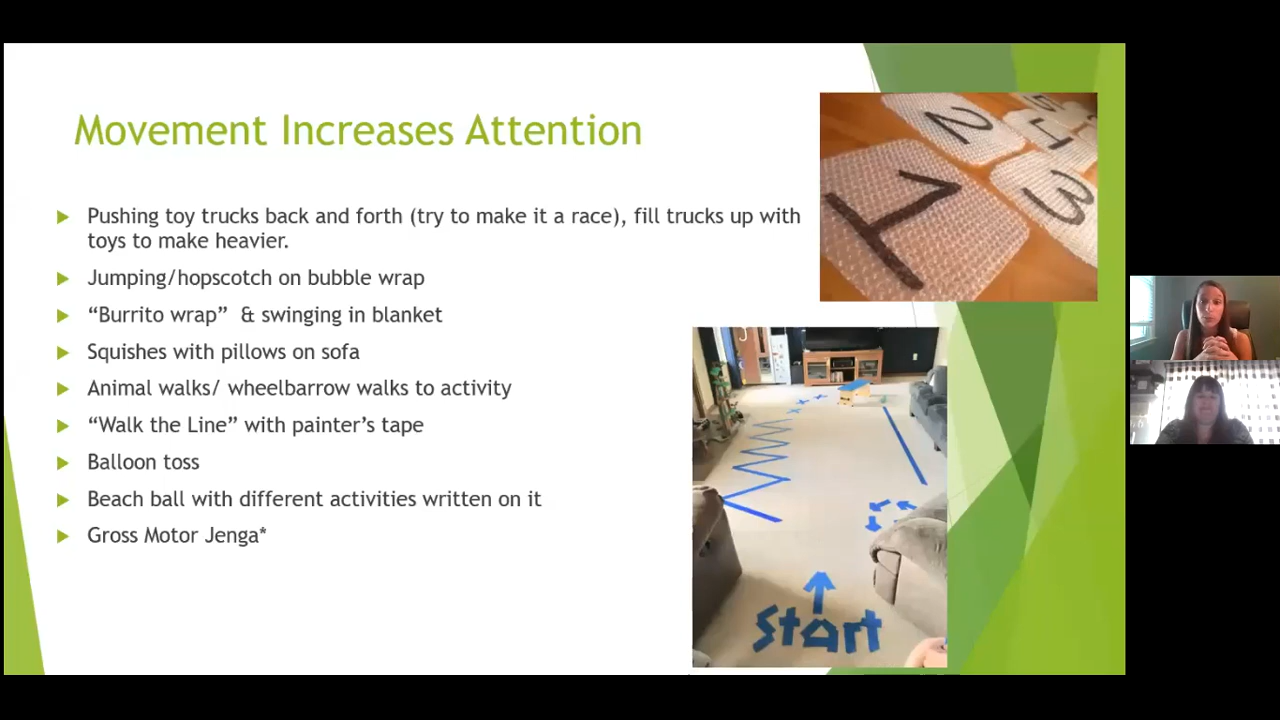 Movement Increases Attention
Pushing toy trucks back and forth (try to make it a race), fill trucks up with
toys to make heavier.
Jumping/hopscotch on bubble wrap
“Burrito wrap” & swinging in blanket
Squishes with pillows on sofa
Animal walks/ wheelbarrow walks to activity
“Walk the Line” with painter’s tape
Balloon toss
Beach ball with different activities written on it
Gross Motor Jenga*
1
2
3
start